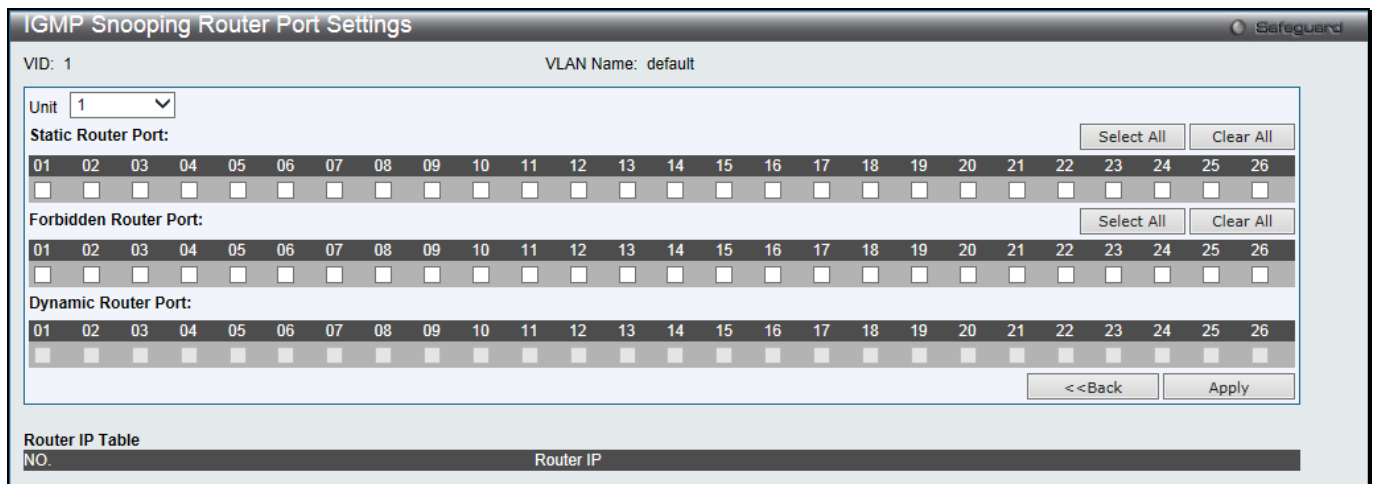 IGMP Snooping Router Port Settings
Safeguard
VID: 1 VLAN Name: default
Unit 1
Static Router Port: Select All Clear All
01 02 03 04 05 06 07 08 09 10 11 12 13 14 15 16 17 18 19 20 21 22 23 24 25 26
Forbidden Router Port: Select All Clear All
01 02 03 04 05 06 07 08 09 10 11 12 13 14 15 16 17 18 19 20 21 22 23 24 25 26
Dynamic Router Port:
01 02 03 04 05 06 07 08 09 10 11 12 13 14 15 16 17 18 19 20 21 22 23 24 25 26
<<Back Apply
Router IP Table
NO. Router IP